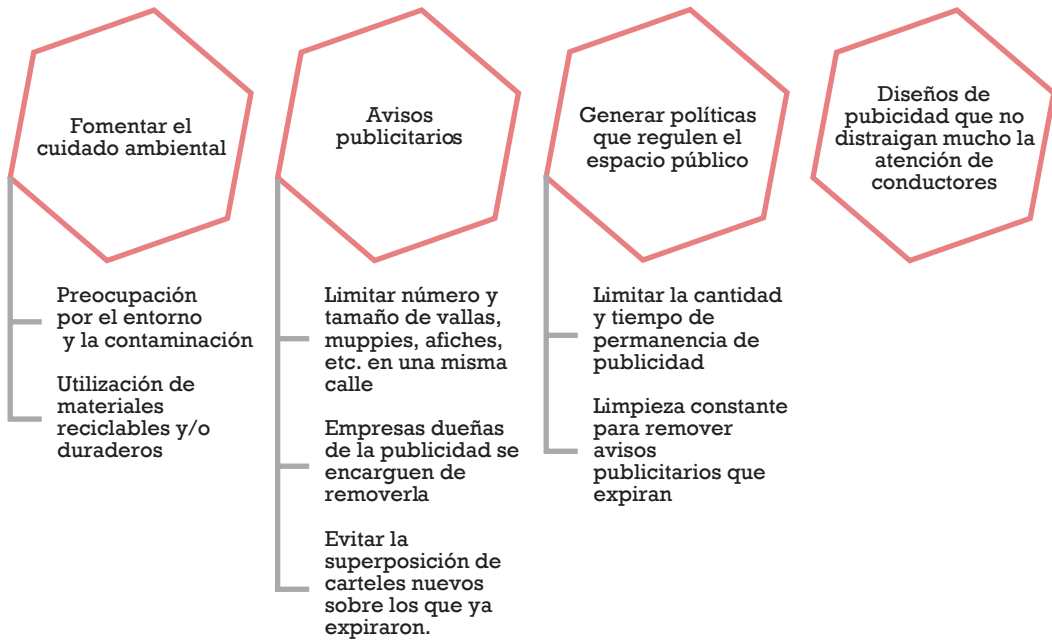 Fomentar el
cuidado ambiental
Preocupación
por el entorno
y la contaminación
Utilización de
materiales
reciclables y/o
duraderos
Avisos
publicitarios
Limitar número y
tamaño de vallas,
muppies, afiches,
etc. en una misma
calle
Empresas dueñas
de la publicidad se
encarguen de
removerla
Evitar la
superposición de
carteles nuevos
sobre los que ya
expiraron.
Generar políticas
que regulen el
espacio público
Limitar la cantidad
y tiempo de
permanencia de
publicidad
Limpieza constante
para remover
avisos
publicitarios que
expiran
Diseños de
pubicidad que no
distraigan mucho la
atención de
conductores